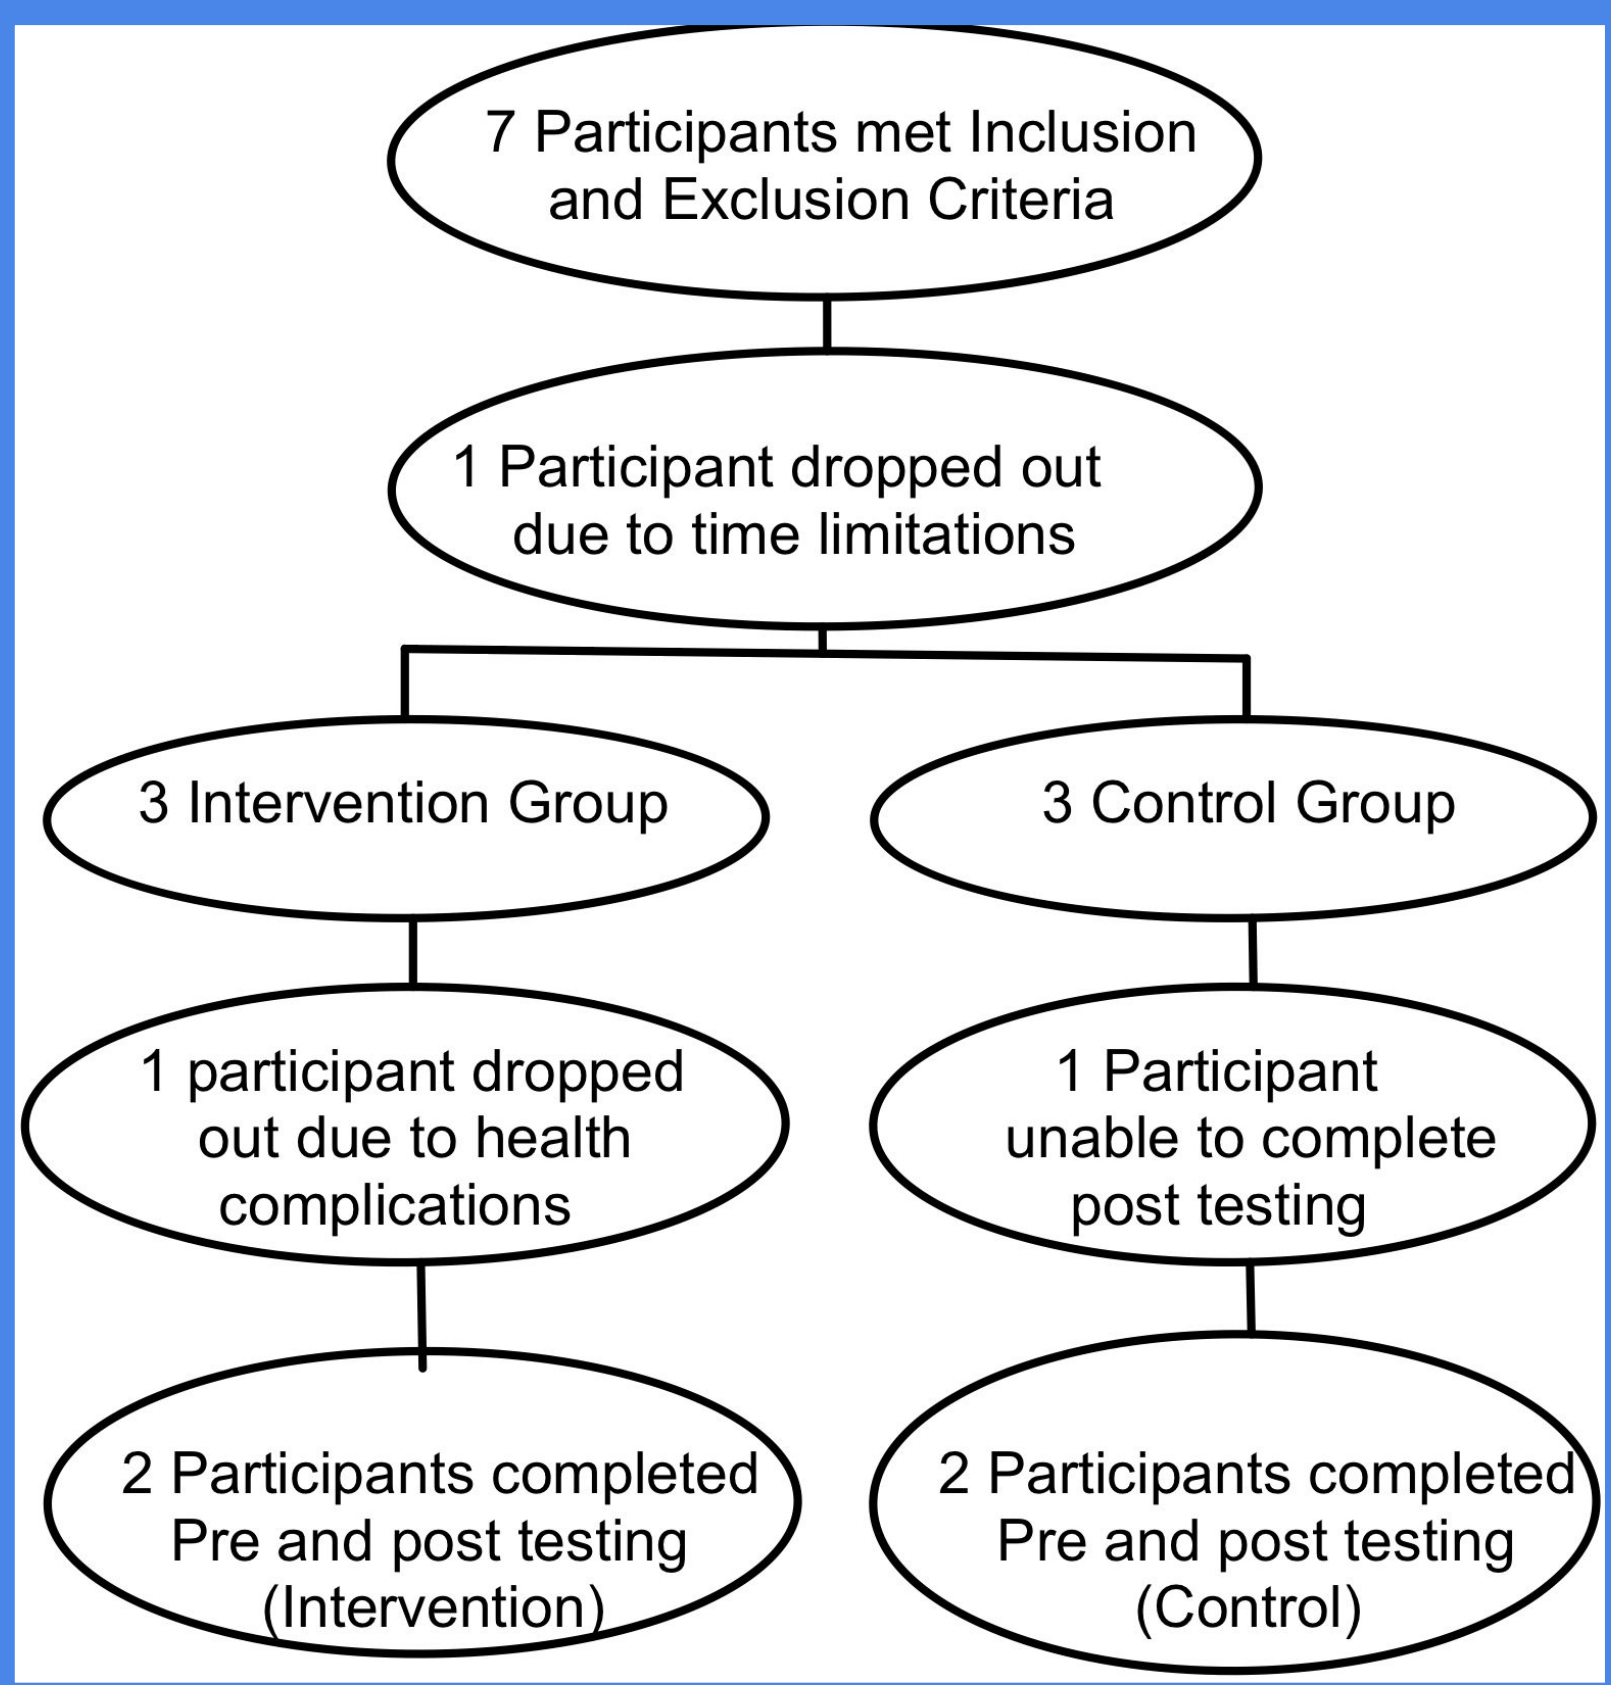 7 Participants met Inclusion
and Exclusion Criteria
1 Participant dropped out
due to time limitations
3 Intervention Group
3 Control Group
1 participant dropped
out due to health
complications
1 Participant
unable to complete
post testing
2 Participants completed
Pre and post testing
(Intervention)
2 Participants completed
Pre and post testing
(Control)